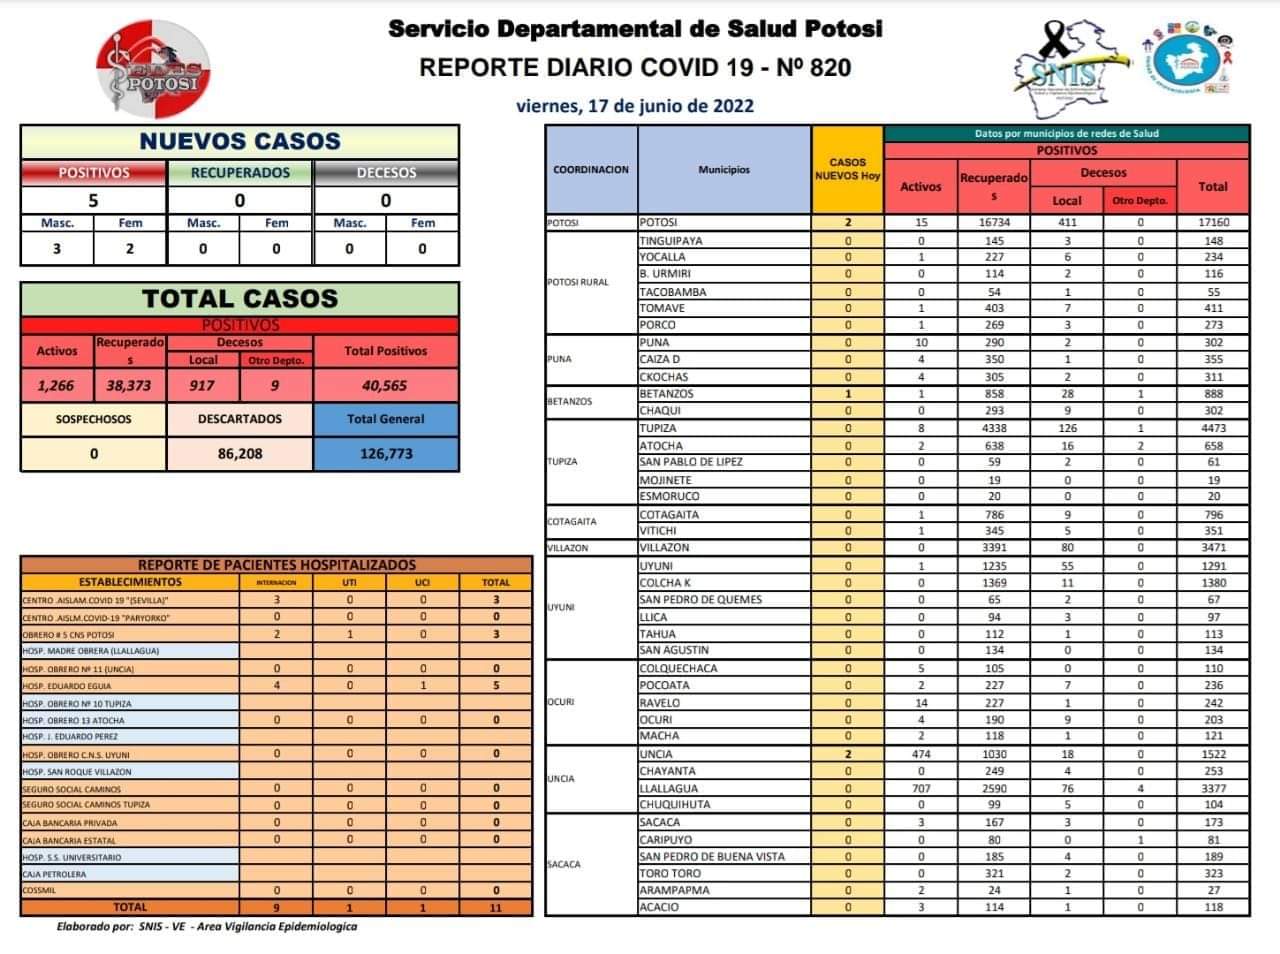 Servicio Departamental de Salud Potosi
REPORTE DIARIO COVID 19 - Nº 820
viernes, 17 de junio de 2022
SEDES
POTOSI
SNIS
NUEVOS CASOS
POSITIVOS RECUPERADOS DECESOS
5 0 0
Masc. Fem Masc. Fem Masc. Fem
3 2 0 0 0 0
TOTAL CASOS
POSITIVOS
Activos Recuperados Decesos Total Positivos
Local Otro Depto.
1,266 38,373 917 9 40,565
SOSPECHOSOS DESCARTADOS Total General
0 86,208 126,773
REPORTE DE PACIENTES HOSPITALIZADOS
ESTABLECIMIENTOS INTERNACION UTI UCI TOTAL
CENTRO .AISLAM.COVID 19 "(SEVILLA)" 3 0 0 3
CENTRO .AISLM.COVID-19 "PARYORKO" 0 0 0 0
OBRERO # 5 CNS POTOSI 2 1 0 3
HOSP. MADRE OBRERA (LLALLAGUA)
HOSP. OBRERO Nº 11 (UNCIA) 0 0 0 0
HOSP. EDUARDO EGUIA 4 0 1 5
HOSP. OBRERO Nº 10 TUPIZA
HOSP. OBRERO 13 ATOCHA 0 0 0 0
HOSP. J. EDUARDO PEREZ
HOSP. OBRERO C.N.S. UYUNI 0 0 0 0
HOSP. SAN ROQUE VILLAZON
SEGURO SOCIAL CAMINOS 0 0 0 0
SEGURO SOCIAL CAMINOS TUPIZA 0 0 0 0
CAJA BANCARIA PRIVADA 0 0 0 0
CAJA BANCARIA ESTATAL 0 0 0 0
HOSP. S.S. UNIVERSITARIO
CAJA PETROLERA
COSSMIL 0 0 0 0
TOTAL 9 1 1 11
Elaborado por: SNIS - VE - Area Vigilancia Epidemiologica
Datos por municipios de redes de Salud
COORDINACION Municipios CASOS NUEVOS Hoy POSITIVOS
Activos Recuperados Decesos Total
Local Otro Depto.
POTOSI POTOSI 2 15 16734 411 0 17160
POTOSI RURAL TINGUIPAYA 0 0 145 3 0 148
YOCALLA 0 1 227 6 0 234
B. URMIRI 0 0 114 2 0 116
TACOBAMBA 0 0 54 1 0 55
TOMAVE 0 1 403 7 0 411
PORCO 0 1 269 3 0 273
PUNA PUNA 0 10 290 2 0 302
CAIZA D 0 4 350 1 0 355
CKOCHAS 0 4 305 2 0 311
BETANZOS BETANZOS 1 1 858 28 1 888
CHAQUI 0 0 293 9 0 302
TUPIZA TUPIZA 0 8 4338 126 1 4473
ATOCHA 0 2 638 16 2 658
SAN PABLO DE LIPEZ 0 0 59 2 0 61
MOJINETE 0 0 19 0 0 19
ESMORUCO 0 0 20 0 0 20
COTAGAITA COTAGAITA 0 1 786 9 0 796
VITICHI 0 1 345 5 0 351
VILLAZON VILLAZON 0 0 3391 80 0 3471
UYUNI UYUNI 0 1 1235 55 0 1291
COLCHA K 0 0 1369 11 0 1380
SAN PEDRO DE QUEMES 0 0 65 2 0 67
LLICA 0 0 94 3 0 97
TAHUA 0 0 112 1 0 113
SAN AGUSTIN 0 0 134 0 0 134
OCURI COLQUECHACA 0 5 105 0 0 110
POCOATA 0 2 227 7 0 236
RAVELO 0 14 227 1 0 242
OCURI 0 4 190 9 0 203
MACHA 0 2 118 1 0 121
UNCIA UNCIA 2 474 1030 18 0 1522
CHAYANTA 0 0 249 4 0 253
LLALLAGUA 0 707 2590 76 4 3377
CHUQUIHUTA 0 0 99 5 0 104
SACACA SACACA 0 3 167 3 0 173
CARIPUYO 0 0 80 0 1 81
SAN PEDRO DE BUENA VISTA 0 0 185 4 0 189
TORO TORO 0 0 321 2 0 323
ARAMPAPMA 0 2 24 1 0 27
ACACIO 0 3 114 1 0 118